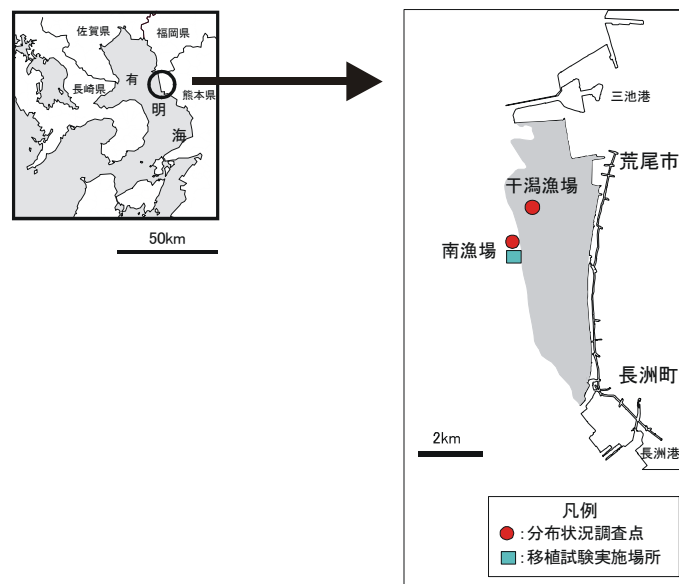 佐賀県
福岡県
長崎県
熊本県
有
明
海
50km
三池港
荒尾市
干潟漁場
南漁場
長洲町
2km
長洲港
凡例
:分布状況調査点
:移植試験実施場所